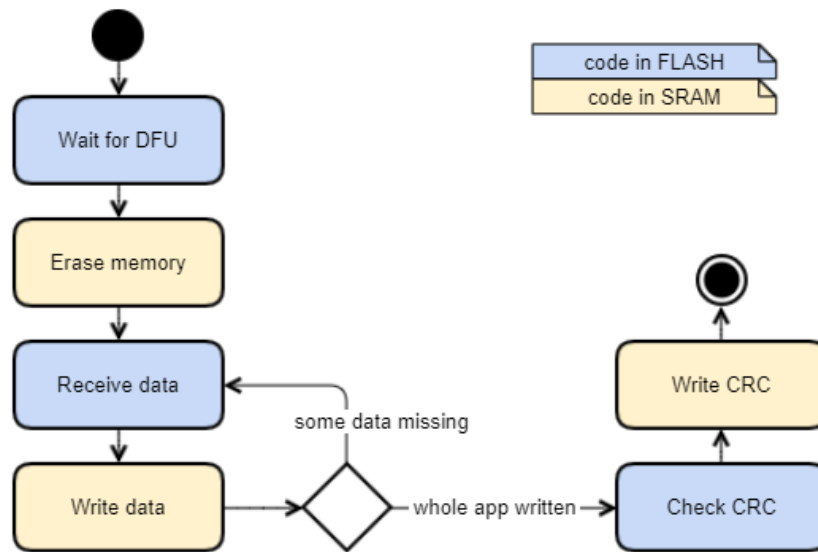 code in FLASH
code in SRAM
Wait for DFU
Erase memory
Receive data
Write CRC
some data missing
Write data
whole app written
Check CRC